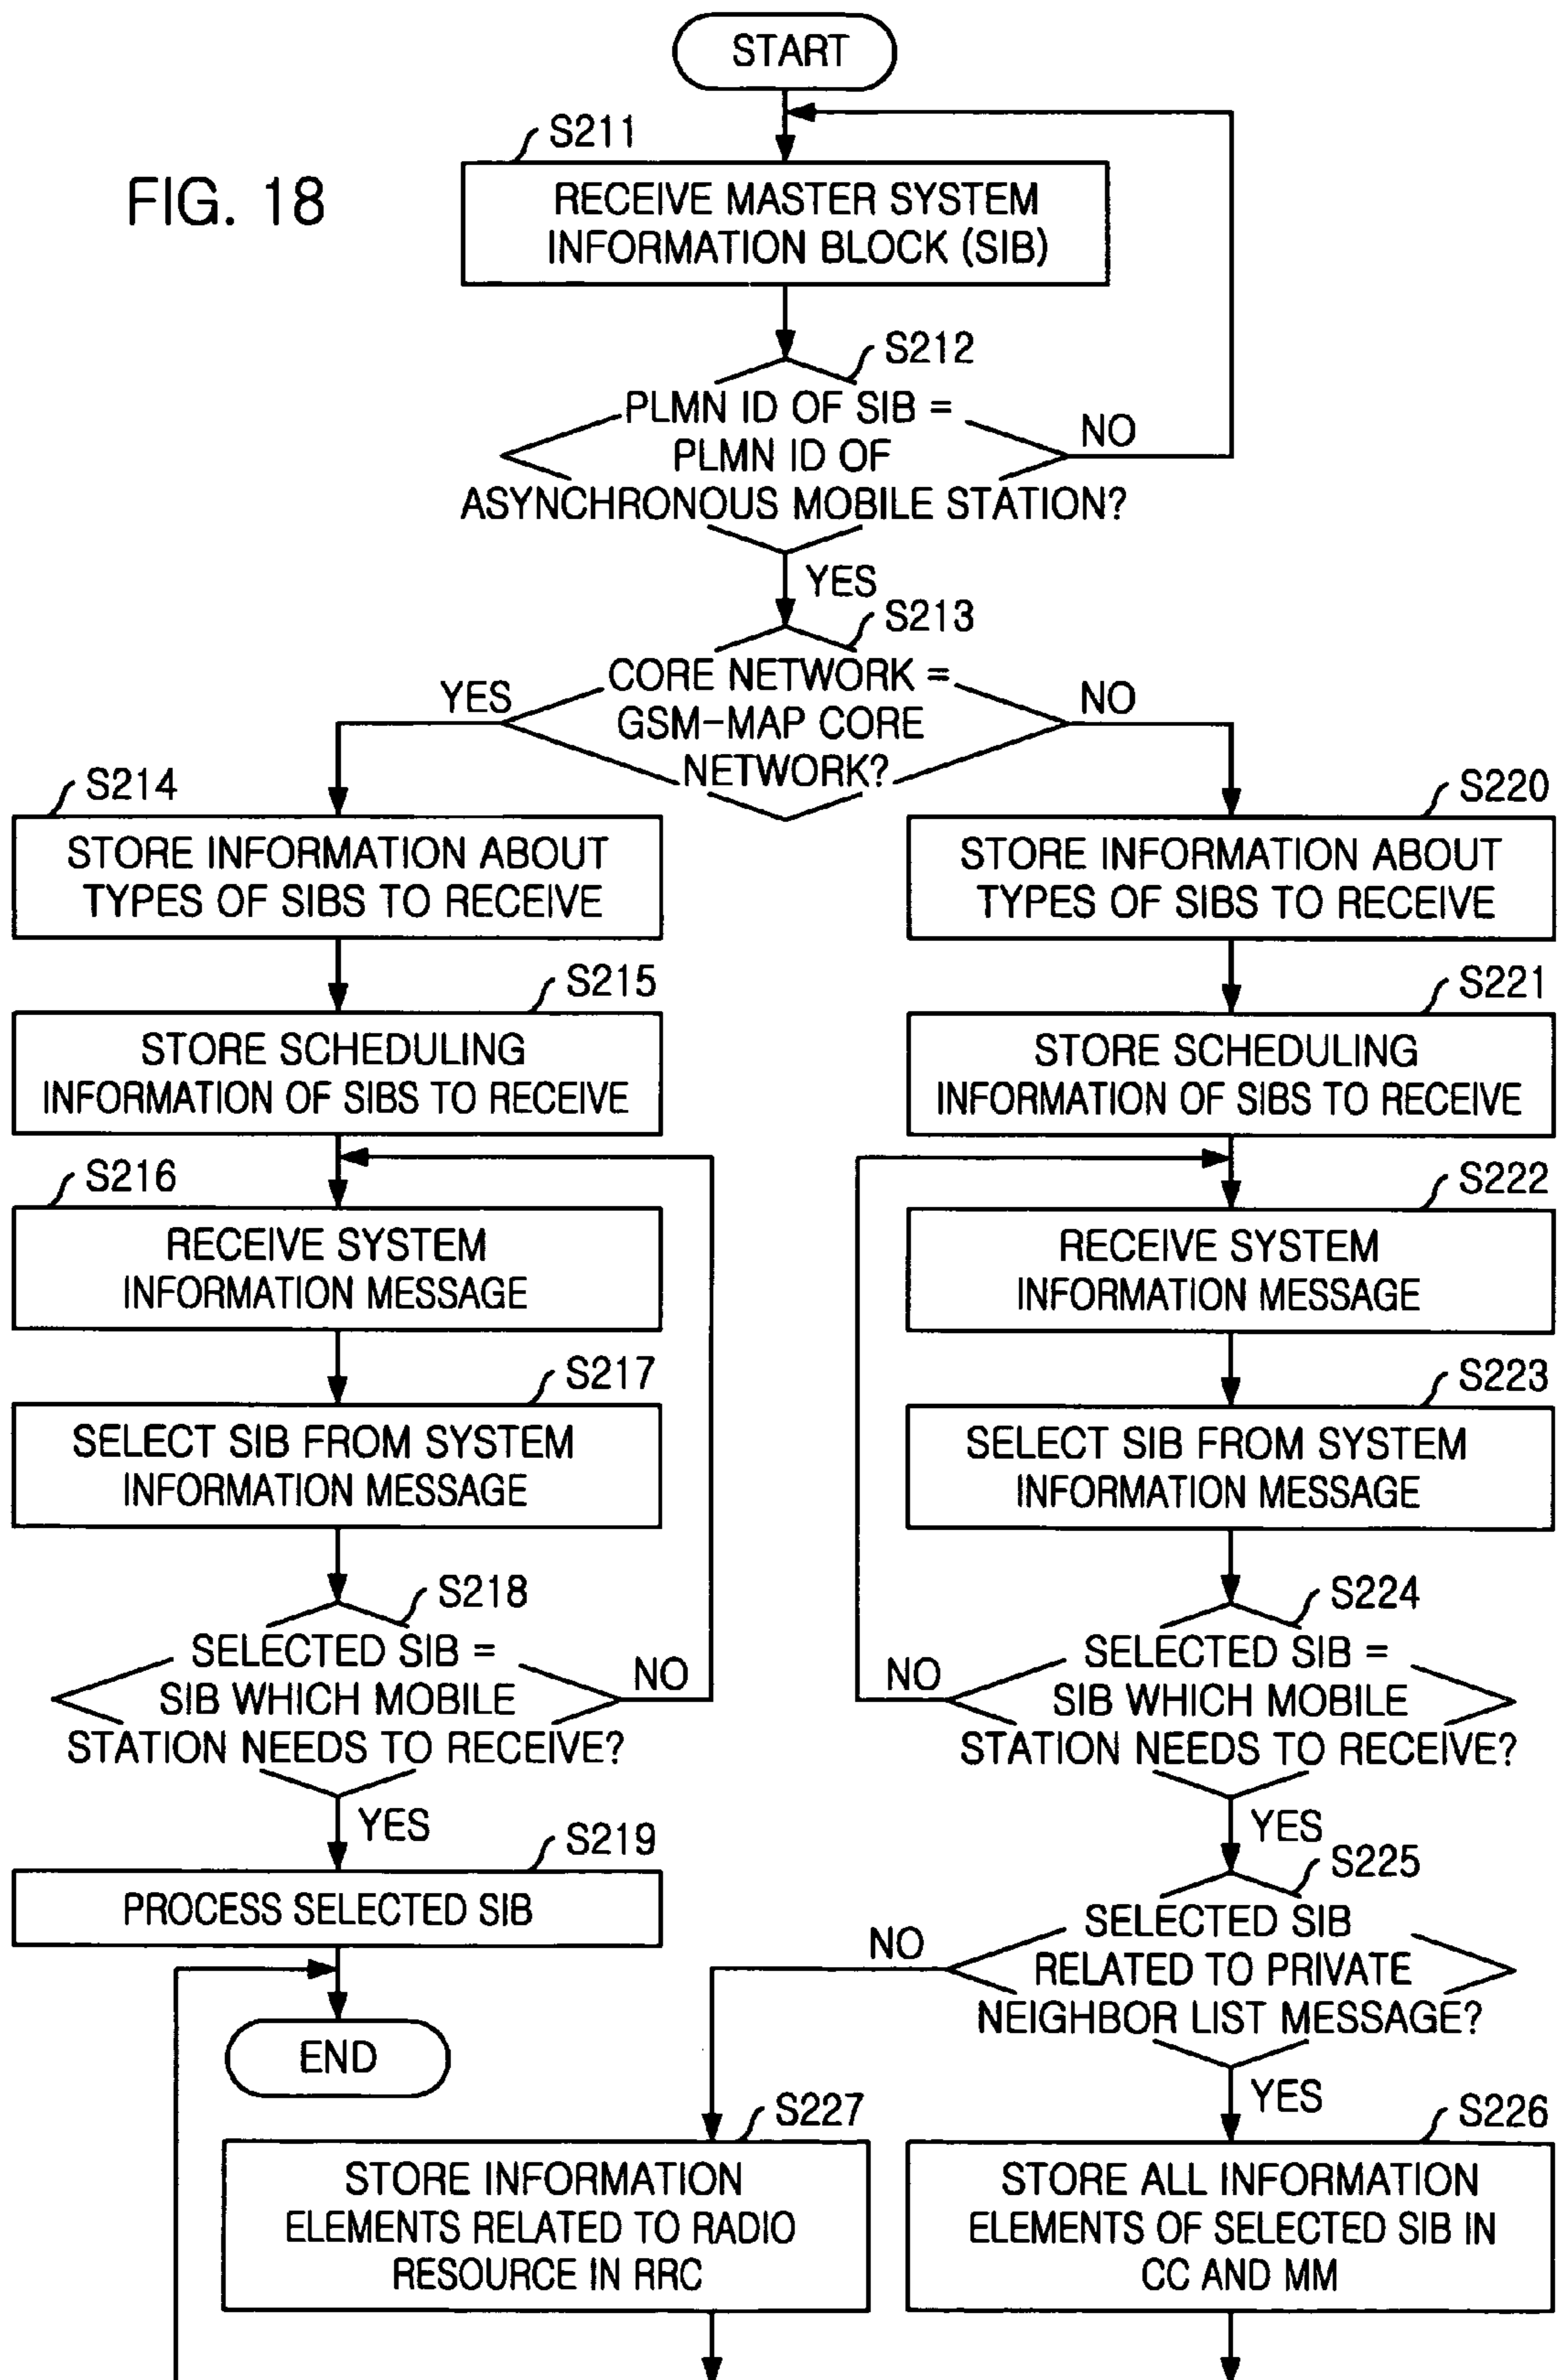 START
S211
FIG. 18
RECEIVE MASTER SYSTEM
INFORMATION BLOCK (SIB)
S212
PLMN ID OF SIB =
PLMN ID OF
ASYNCHRONOUS MOBILE STATION?
NO
YES
S213
CORE NETWORK =
GSM-MAP CORE
NETWORK?
YES
NO
S214
STORE INFORMATION ABOUT
TYPES OF SIBS TO RECEIVE
S215
STORE SCHEDULING
INFORMATION OF SIBS TO RECEIVE
S216
RECEIVE SYSTEM
INFORMATION MESSAGE
S217
SELECT SIB FROM SYSTEM
INFORMATION MESSAGE
S218
SELECTED SIB =
SIB WHICH MOBILE
STATION NEEDS TO RECEIVE?
NO
YES
S219
PROCESS SELECTED SIB
END
S220
STORE INFORMATION ABOUT
TYPES OF SIBS TO RECEIVE
S221
STORE SCHEDULING
INFORMATION OF SIBS TO RECEIVE
S222
RECEIVE SYSTEM
INFORMATION MESSAGE
S223
SELECT SIB FROM SYSTEM
INFORMATION MESSAGE
S224
SELECTED SIB =
SIB WHICH MOBILE
STATION NEEDS TO RECEIVE?
NO
YES
S225
SELECTED SIB
RELATED TO PRIVATE
NEIGHBOR LIST MESSAGE?
NO
YES
S227
STORE INFORMATION
ELEMENTS RELATED TO RADIO
RESOURCE IN RRC
S226
STORE ALL INFORMATION
ELEMENTS OF SELECTED SIB IN
CC AND MM